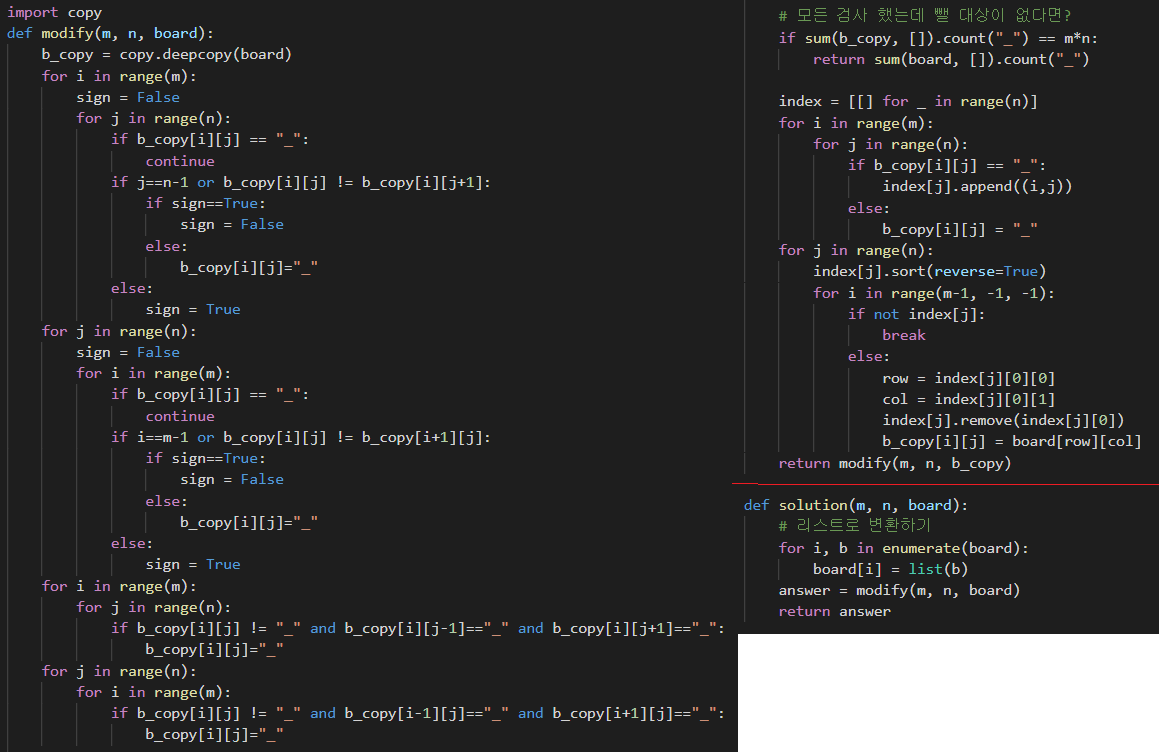 import copy
def modify(m, n, board):
    b_copy = copy.deepcopy(board)
    for i in range(m):
        sign = False
        for j in range(n):
            if b_copy[i][j] == "_":
                continue
            if j==n-1 or b_copy[i][j] != b_copy[i][j+1]:
                if sign==True:
                    sign = False
                else:
                    b_copy[i][j]="_"
            else:
                sign = True
    for j in range(n):
        sign = False
        for i in range(m):
            if b_copy[i][j] == "_":
                continue
            if i==m-1 or b_copy[i][j] != b_copy[i+1][j]:
                if sign==True:
                    sign = False
                else:
                    b_copy[i][j]="_"
            else:
                sign = True
    for i in range(m):
        for j in range(n):
            if b_copy[i][j] != "_" and b_copy[i][j-1]=="_" and b_copy[i][j+1]=="_":
                b_copy[i][j]="_"
    for j in range(n):
        for i in range(m):
            if b_copy[i][j] != "_" and b_copy[i-1][j]=="_" and b_copy[i+1][j]=="_":
                b_copy[i][j]="_"
    # 모든 검사 했는데 뺄 대상이 없다면?
    if sum(b_copy, []).count("_") == m*n:
        return sum(board, []).count("_")

    index = [[] for _ in range(n)]
    for i in range(m):
        for j in range(n):
            if b_copy[i][j] == "_":
                index[j].append((i,j))
            else:
                b_copy[i][j] = "_"
    for j in range(n):
        index[j].sort(reverse=True)
        for i in range(m-1, -1, -1):
            if not index[j]:
                break
            else:
                row = index[j][0][0]
                col = index[j][0][1]
                index[j].remove(index[j][0])
                b_copy[i][j] = board[row][col]
    return modify(m, n, b_copy)
def solution(m, n, board):
    # 리스트로 변환하기
    for i, b in enumerate(board):
        board[i] = list(b)
    answer = modify(m, n, board)
    return answer